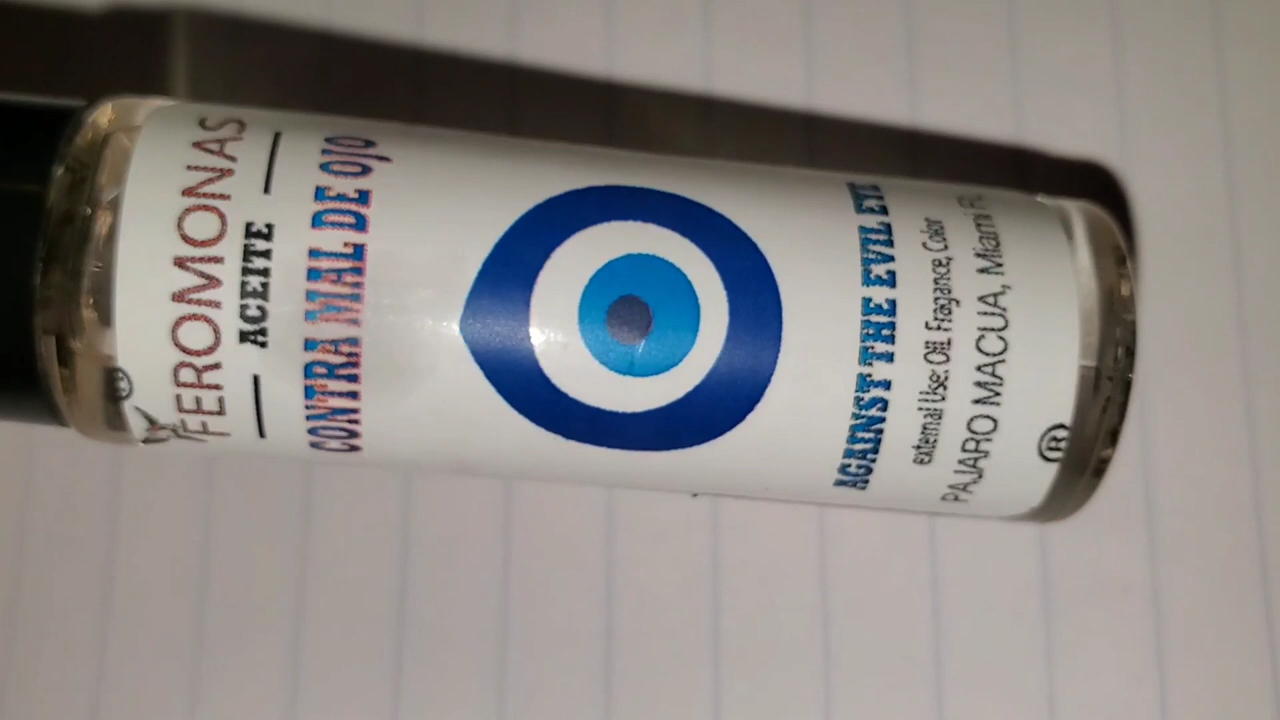 FEROMONAS
ACEITE
CONTRA MAL DE OJO
AGAINST THE EVIL EYE
external Use: OIL Fragance, Color
PAJARO MACUA, Miami Fl
®